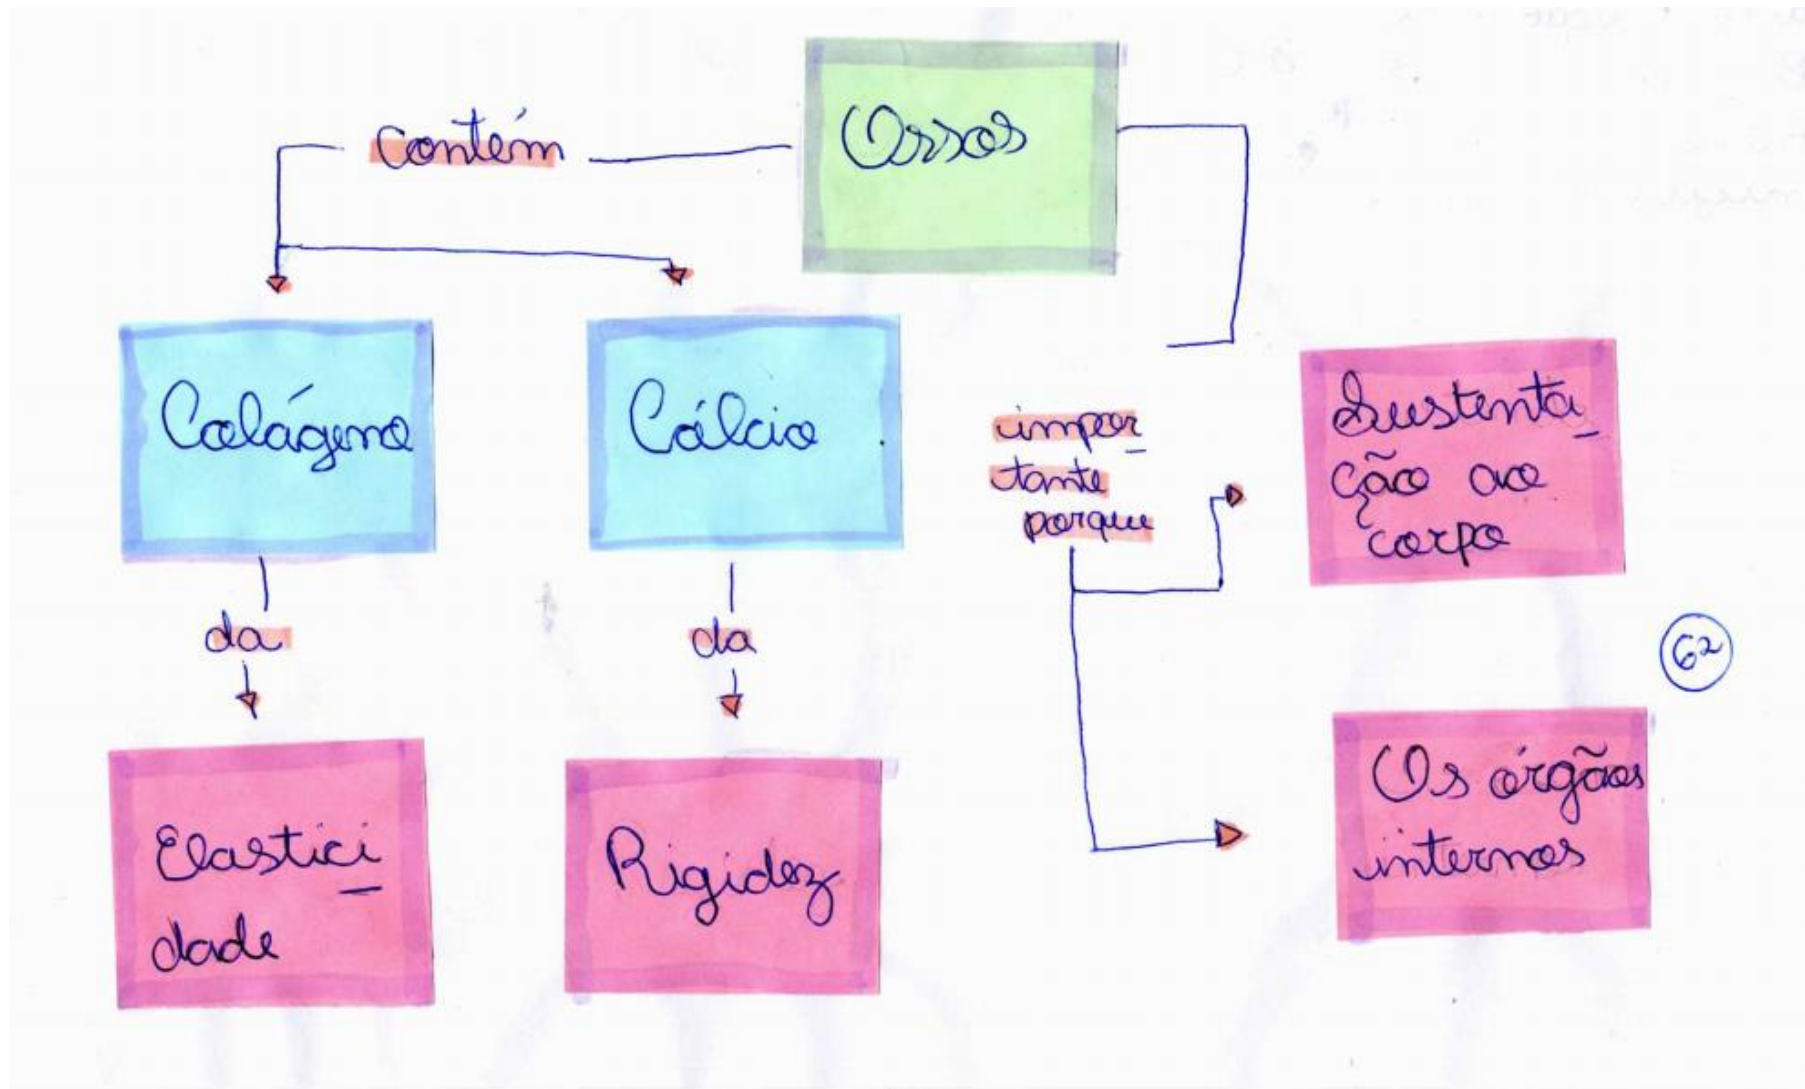 Ossos
contém
Colágeno
Cálcio
da
da
Elastici_
dade
Rigidez
impor_
tante
porque
Sustenta_
ção ao
corpo
Os órgãos
internos
62